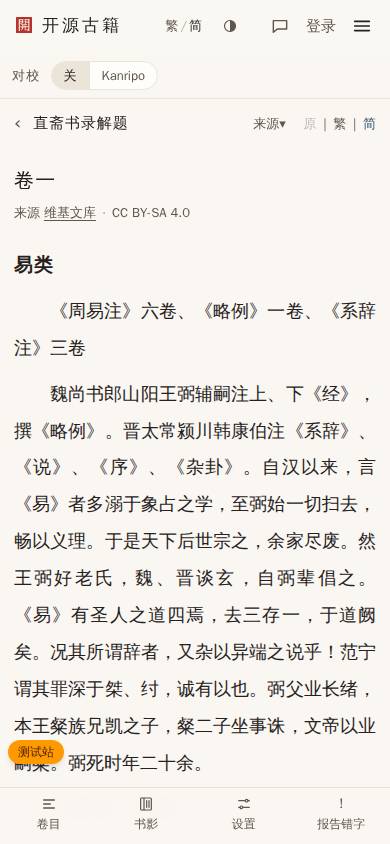 開 开源古籍 繁 / 简 登录
对校 关 Kanripo
‹ 直斋书录解题 来源▾ 原 | 繁 | 简
卷一
来源 维基文库 · CC BY-SA 4.0
易类
《周易注》六卷、《略例》一卷、《系辞
注》三卷
魏尚书郎山阳王弼辅嗣注上、下《经》，
撰《略例》。晋太常颍川韩康伯注《系辞》、
《说》、《序》、《杂卦》。自汉以来，言
《易》者多溺于象占之学，至弼始一切扫去，
畅以义理。于是天下后世宗之，余家尽废。然
王弼好老氏，魏、晋谈玄，自弼辈倡之。
《易》有圣人之道四焉，去三存一，于道阙
矣。况其所谓辞者，又杂以异端之说乎！范宁
谓其罪深于桀、纣，诚有以也。弼父业长绪，
本王粲族兄凯之子，粲二子坐事诛，文帝以业
嗣粲。弼死时年二十余。
测试站
卷目 书影 设置 ! 报告错字